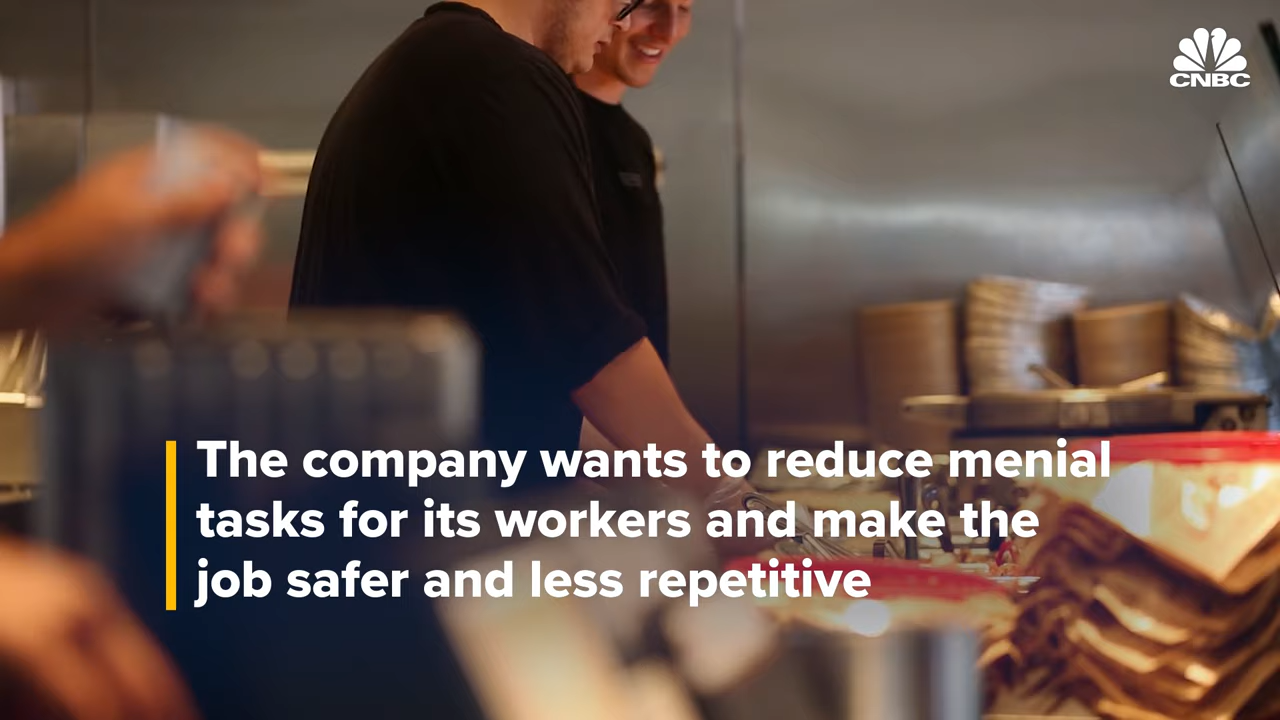 CNBC
The company wants to reduce menial
tasks for its workers and make the
job safer and less repetitive